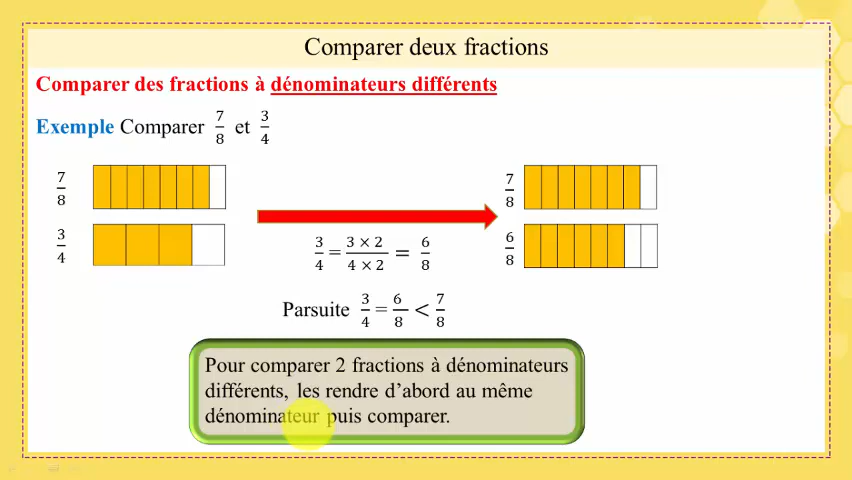 Comparer deux fractions
Comparer des fractions à dénominateurs différents
Exemple Comparer 7/8 et 3/4
7/8
7/8
3/4
6/8
3/4 = (3 × 2)/(4 × 2) = 6/8
Parsuite 3/4 = 6/8 < 7/8
Pour comparer 2 fractions à dénominateurs
différents, les rendre d'abord au même
dénominateur puis comparer.